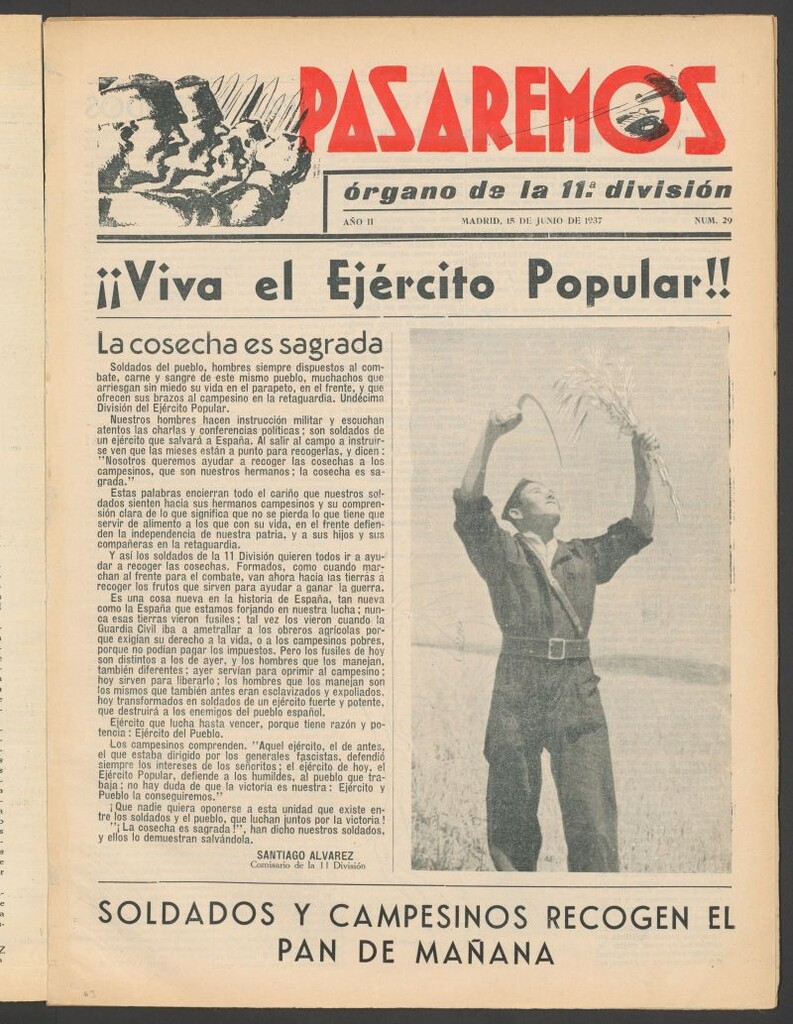 PASAREMOS
órgano de la 11.ª división
AÑO II MADRID, 15 DE JUNIO DE 1937 NUM. 29
¡¡Viva el Ejército Popular!!
La cosecha es sagrada
Soldados del pueblo, hombres siempre dispuestos al com-
bate, carne y sangre de este mismo pueblo, muchachos que
arriesgan sin miedo su vida en el parapeto, en el frente, y que
ofrecen sus brazos al campesino en la retaguardia. Undécima
División del Ejército Popular.
Nuestros hombres hacen instrucción militar y escuchan
atentos las charlas y conferencias políticas; son soldados de
un ejército que salvará a España. Al salir al campo a instruir-
se ven que las mieses están a punto para recogerlas, y dicen:
"Nosotros queremos ayudar a recoger las cosechas a los
campesinos, que son nuestros hermanos; la cosecha es sa-
grada."
Estas palabras encierran todo el cariño que nuestros sol-
dados sienten hacia sus hermanos campesinos y su compren-
sión clara de lo que significa que no se pierda lo que tiene que
servir de alimento a los que con su vida, en el frente defien-
den la independencia de nuestra patria, y a sus hijos y sus
compañeras en la retaguardia.
Y así los soldados de la 11 División quieren todos ir a ayu-
dar a recoger las cosechas. Formados, como cuando mar-
chan al frente para el combate, van ahora hacia las tierras a
recoger los frutos que sirven para ayudar a ganar la guerra.
Es una cosa nueva en la historia de España, tan nueva
como la España que estamos forjando en nuestra lucha; nun-
ca esas tierras vieron fusiles; tal vez los vieron cuando la
Guardia Civil iba a ametrallar a los obreros agrícolas por-
que exigían su derecho a la vida, o a los campesinos pobres,
porque no podían pagar los impuestos. Pero los fusiles de hoy
son distintos a los de ayer, y los hombres que los manejan,
también diferentes; ayer servían para oprimir al campesino;
hoy sirven para liberarlo; los hombres que los manejan son
los mismos que también antes eran esclavizados y expoliados,
hoy transformados en soldados de un ejército fuerte y potente,
que destruirá a los enemigos del pueblo español.
Ejército que lucha hasta vencer, porque tiene razón y po-
tencia: Ejército del Pueblo.
Los campesinos comprenden. "Aquel ejército, el de antes,
el que estaba dirigido por los generales fascistas, defendió
siempre los intereses de los señoritos; el ejército de hoy, el
Ejército Popular, defiende a los humildes, al pueblo que tra-
baja; no hay duda de que la victoria es nuestra: Ejército y
Pueblo la conseguiremos."
¡Que nadie quiera oponerse a esta unidad que existe en-
tre los soldados y el pueblo, que luchan juntos por la victoria!
"¡La cosecha es sagrada!", han dicho nuestros soldados,
y ellos lo demuestran salvándola.
SANTIAGO ALVAREZ
Comisario de la 11 División
SOLDADOS Y CAMPESINOS RECOGEN EL
PAN DE MAÑANA